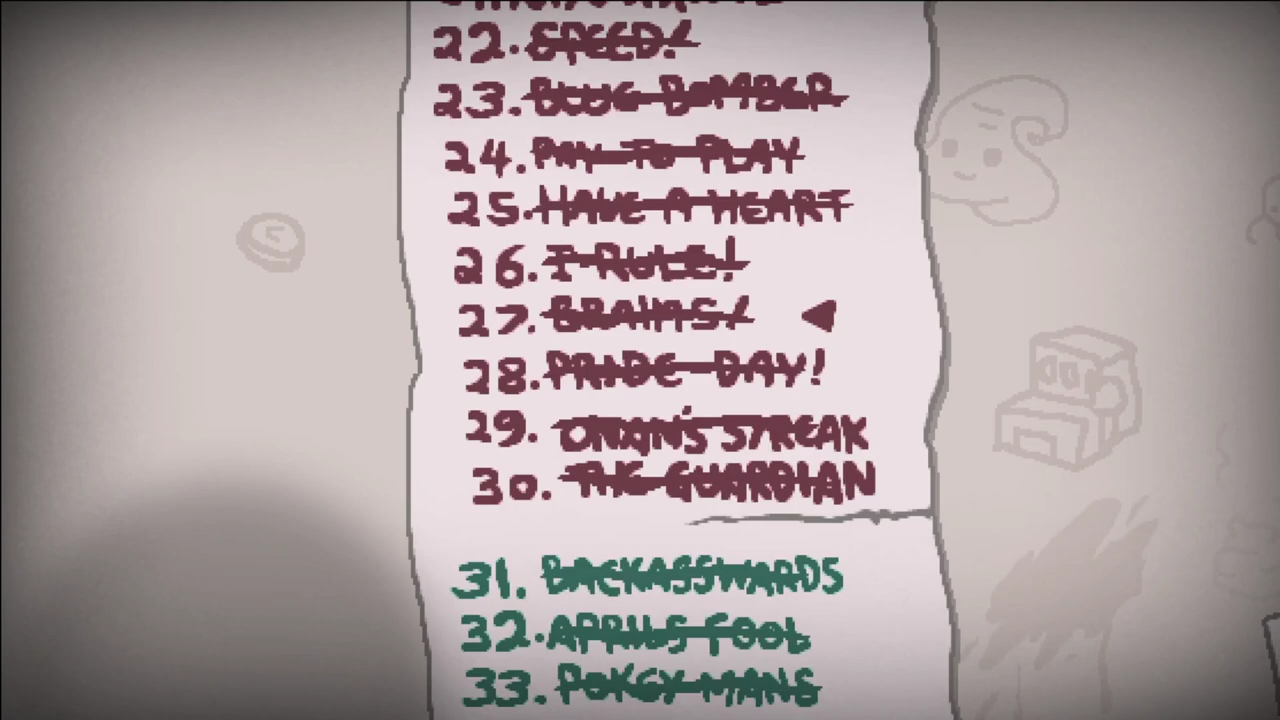 22. SPEED!
23. BLUE BOMBER
24. PAY TO PLAY
25. HAVE A HEART
26. I RULE!
27. BRAINS!
28. PRIDE DAY!
29. ONAN'S STREAK
30. THE GUARDIAN
31. BACKASSWARDS
32. APRILS FOOL
33. POKEY MANS